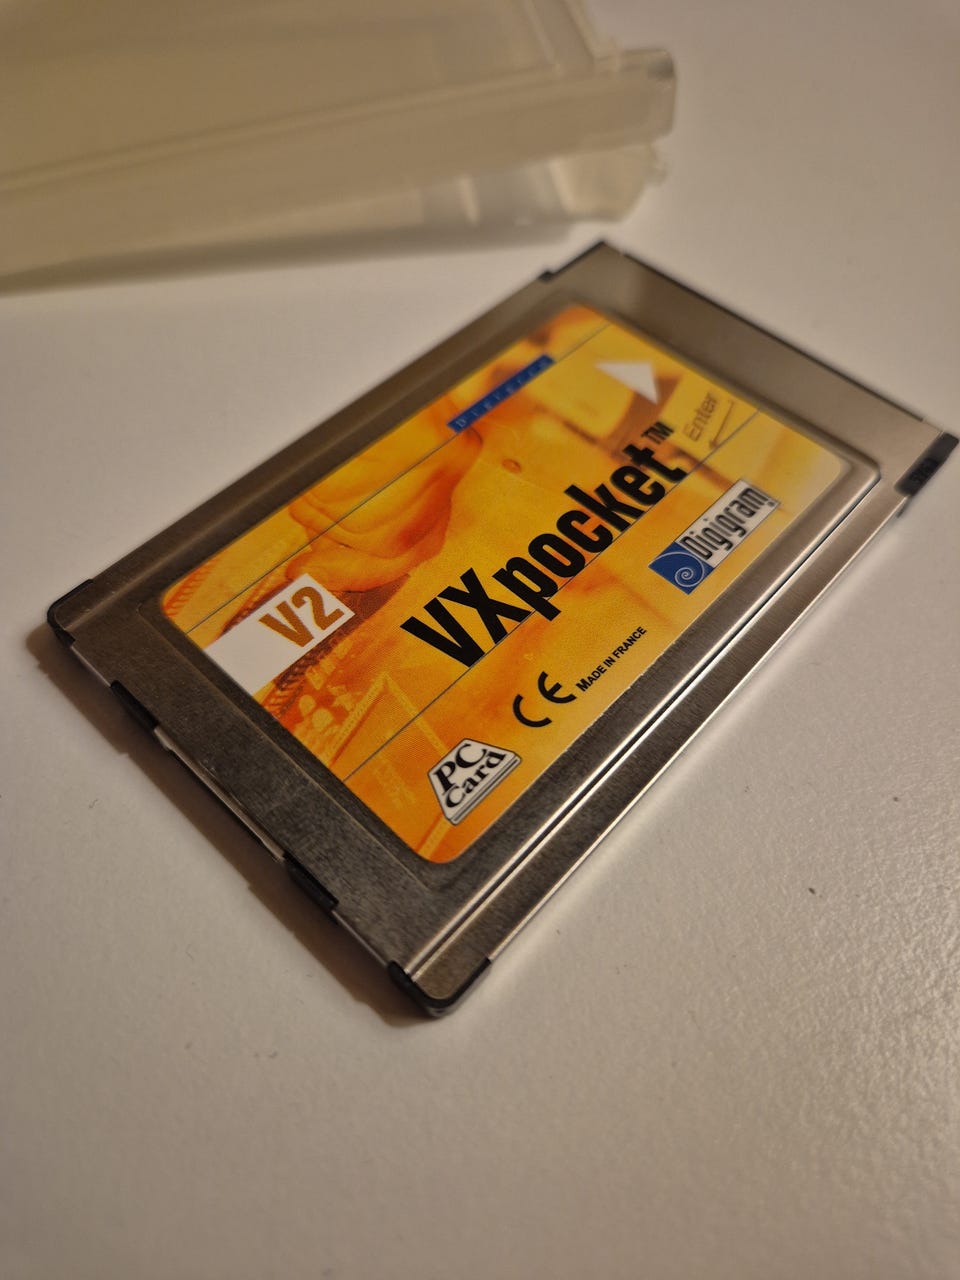 Enter
VXpocket™
Digigram
V2
CE Made in France
PC
Card